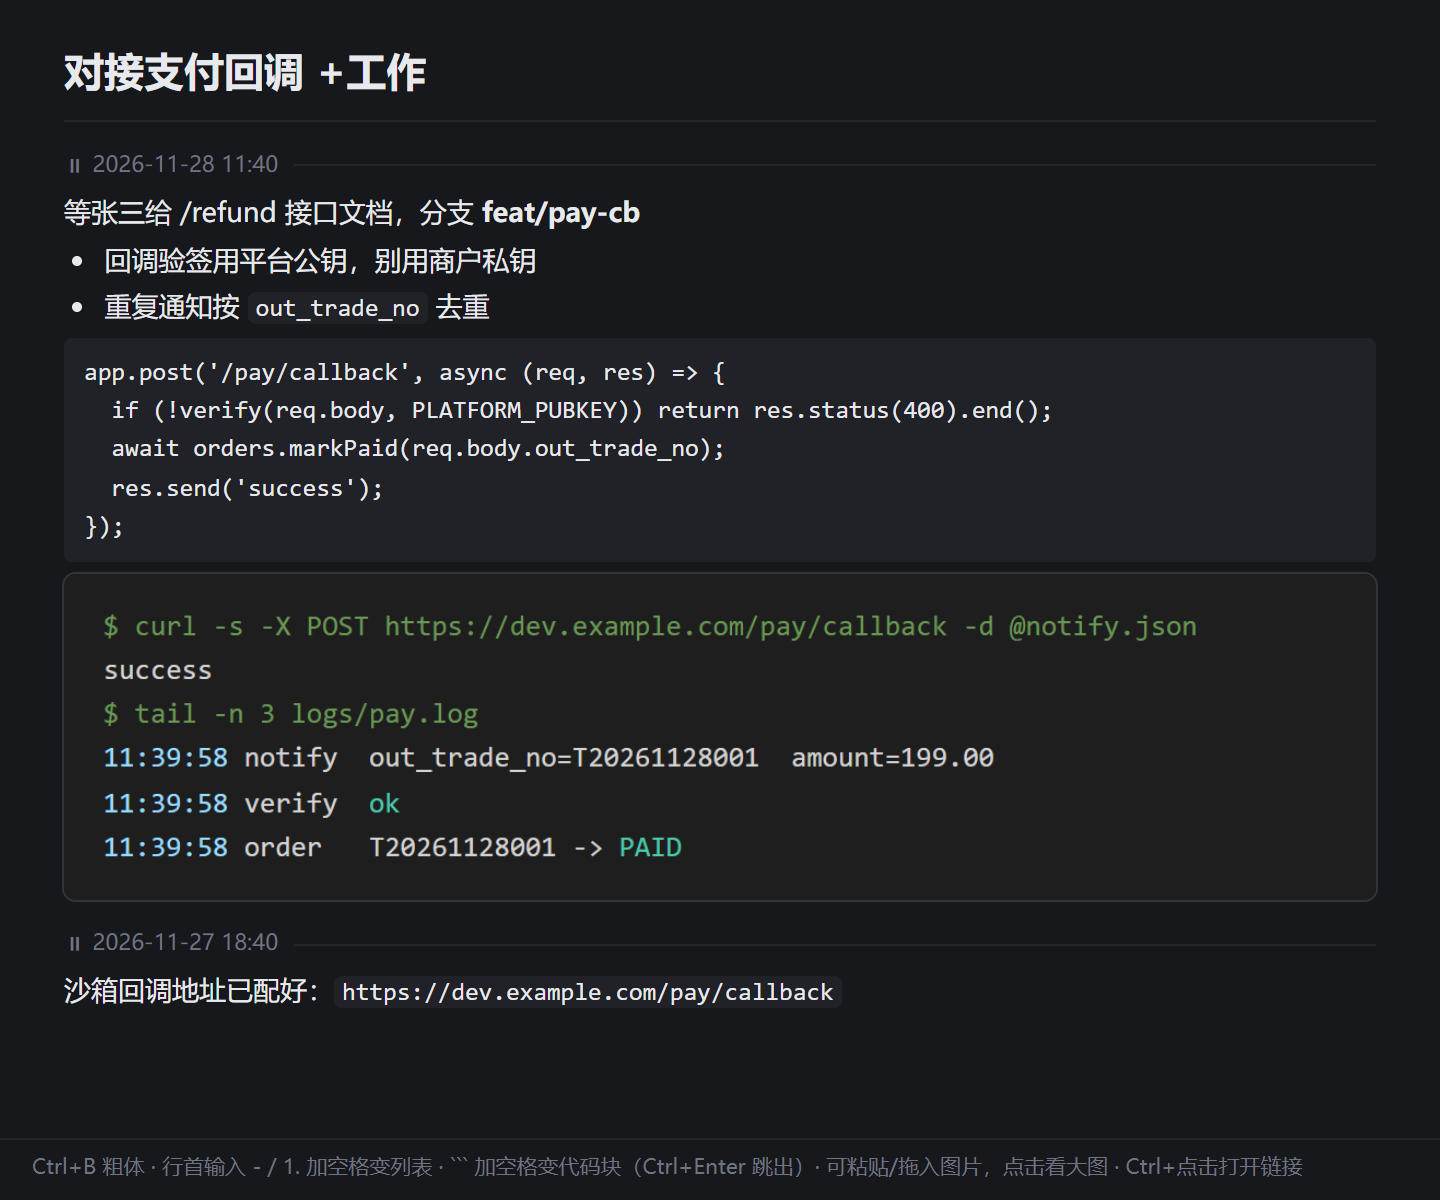 对接支付回调 +工作
2026-11-28 11:40
等张三给 /refund 接口文档，分支 feat/pay-cb
• 回调验签用平台公钥，别用商户私钥
• 重复通知按 out_trade_no 去重
app.post('/pay/callback', async (req, res) => {
  if (!verify(req.body, PLATFORM_PUBKEY)) return res.status(400).end();
  await orders.markPaid(req.body.out_trade_no);
  res.send('success');
});
$ curl -s -X POST https://dev.example.com/pay/callback -d @notify.json
success
$ tail -n 3 logs/pay.log
11:39:58 notify  out_trade_no=T20261128001  amount=199.00
11:39:58 verify  ok
11:39:58 order   T20261128001 -> PAID
2026-11-27 18:40
沙箱回调地址已配好： https://dev.example.com/pay/callback
Ctrl+B 粗体 · 行首输入 - / 1. 加空格变列表 · ``` 加空格变代码块（Ctrl+Enter 跳出）· 可粘贴/拖入图片，点击看大图 · Ctrl+点击打开链接